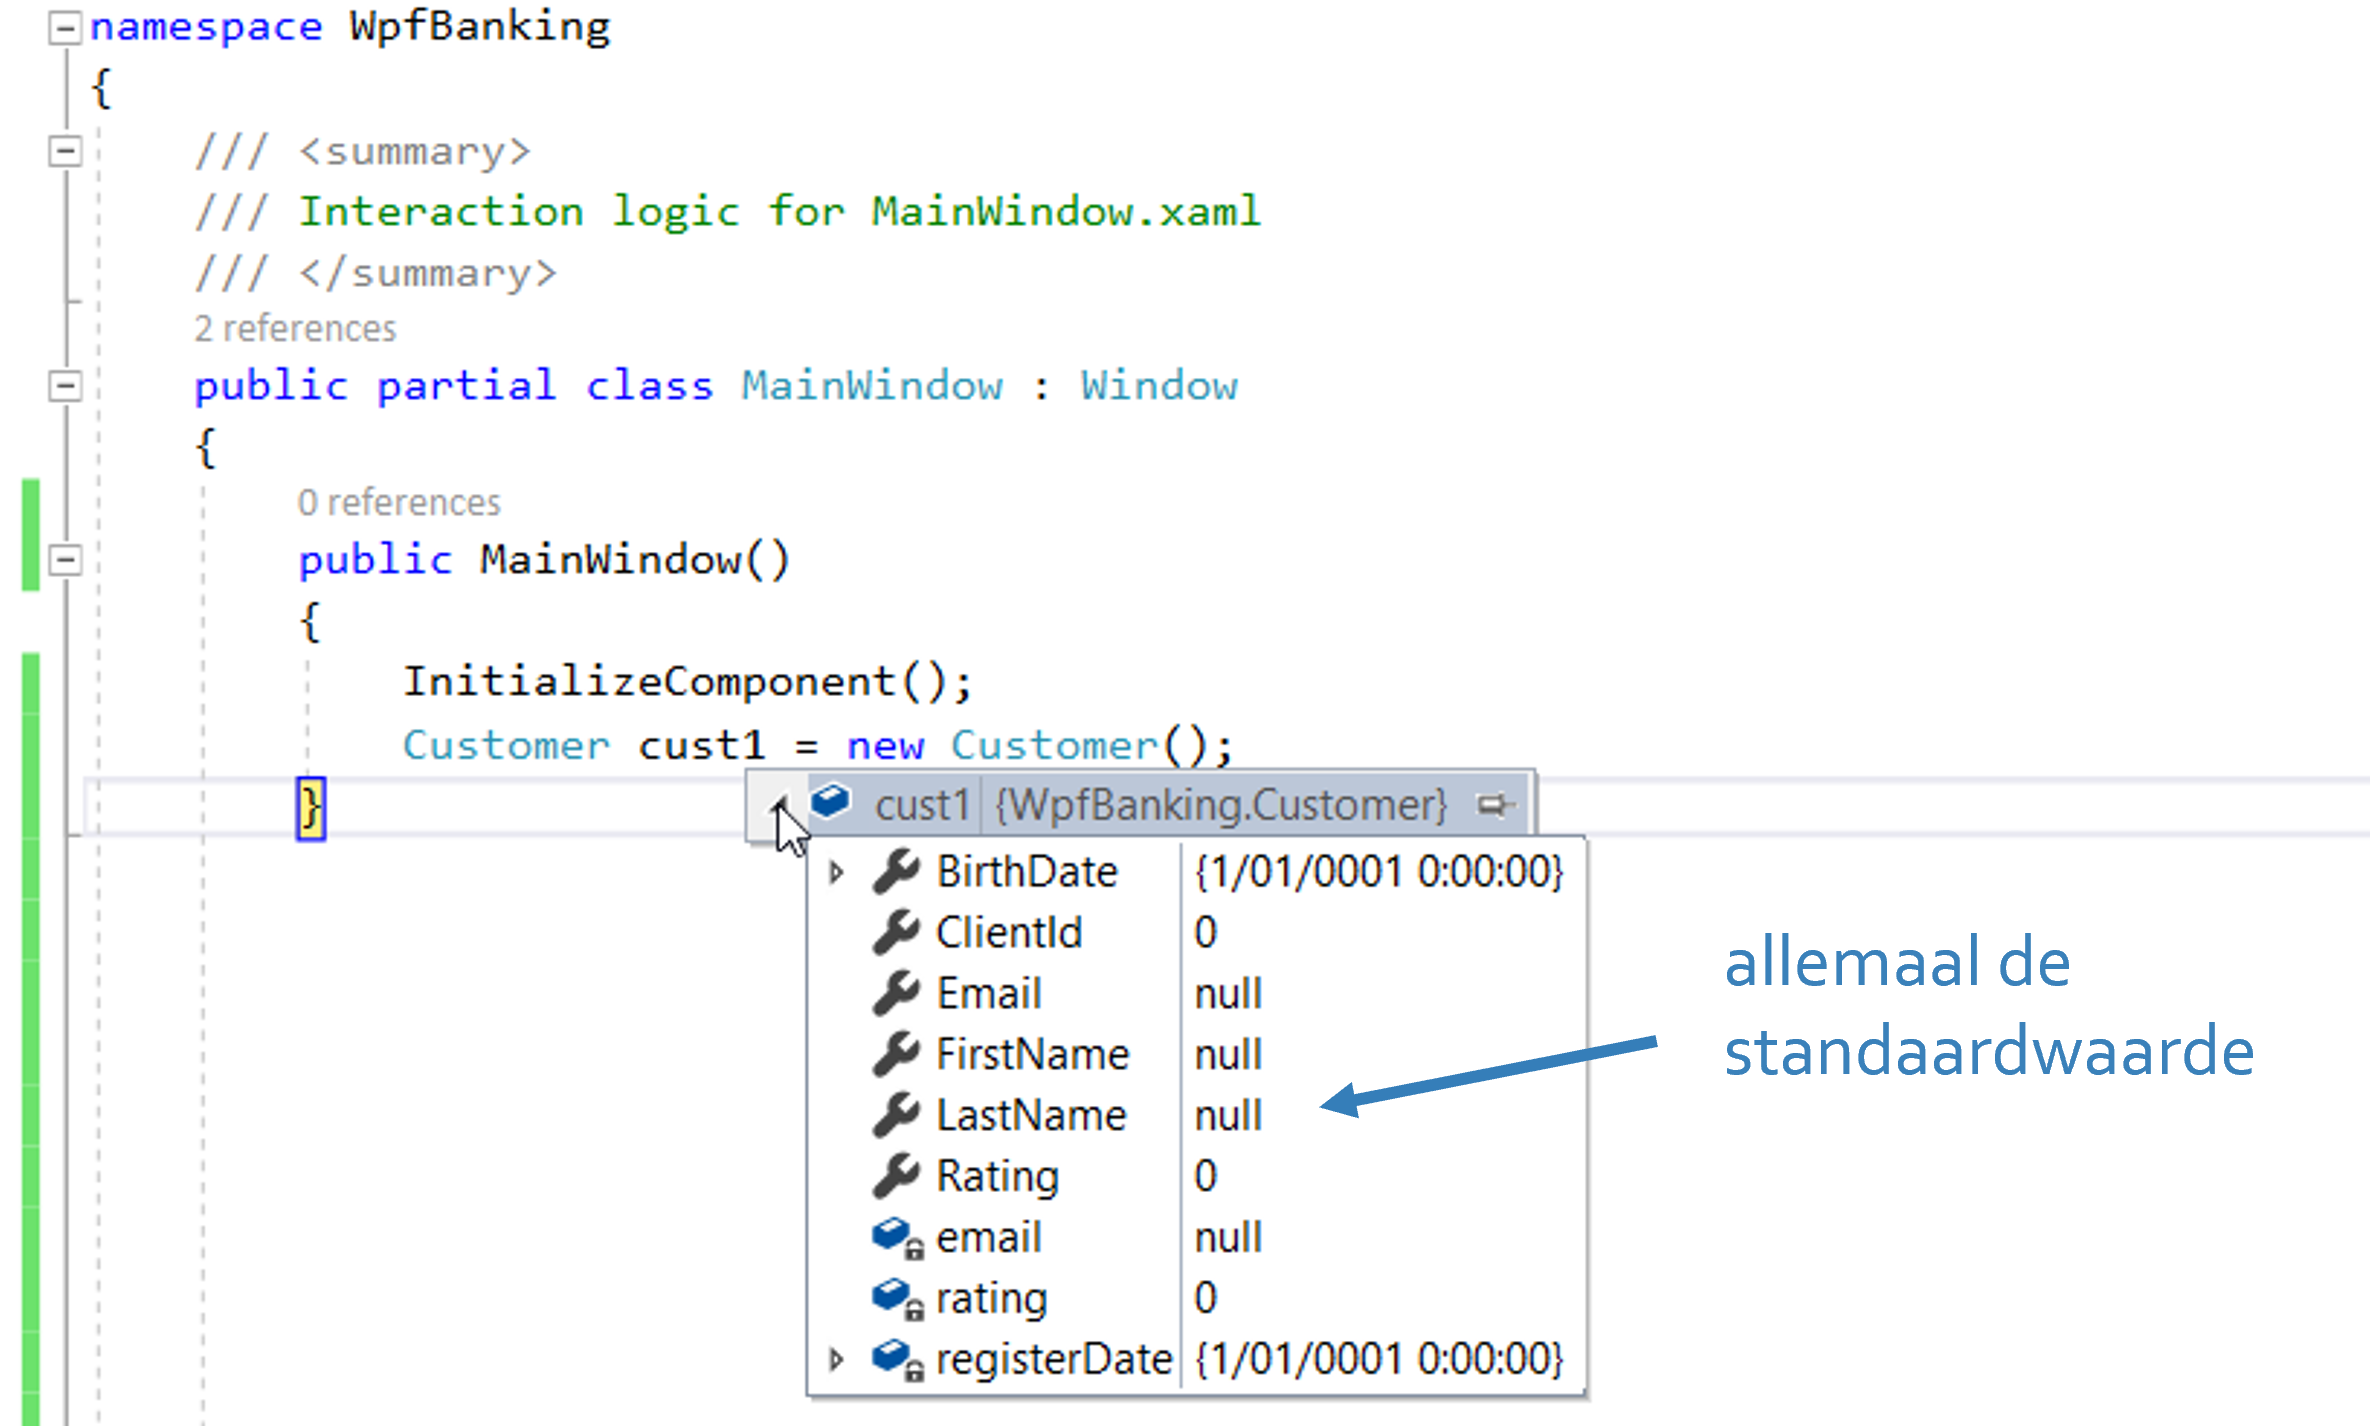 namespace WpfBanking
{
/// <summary>
/// Interaction logic for MainWindow.xaml
/// </summary>
2 references
public partial class MainWindow : Window
{
0 references
public MainWindow()
{
InitializeComponent();
Customer cust1 = new Customer();
}
cust1 {WpfBanking.Customer}
BirthDate {1/01/0001 0:00:00}
ClientId 0
Email null
FirstName null
LastName null
Rating 0
email null
rating 0
registerDate {1/01/0001 0:00:00}
allemaal de
standaardwaarde